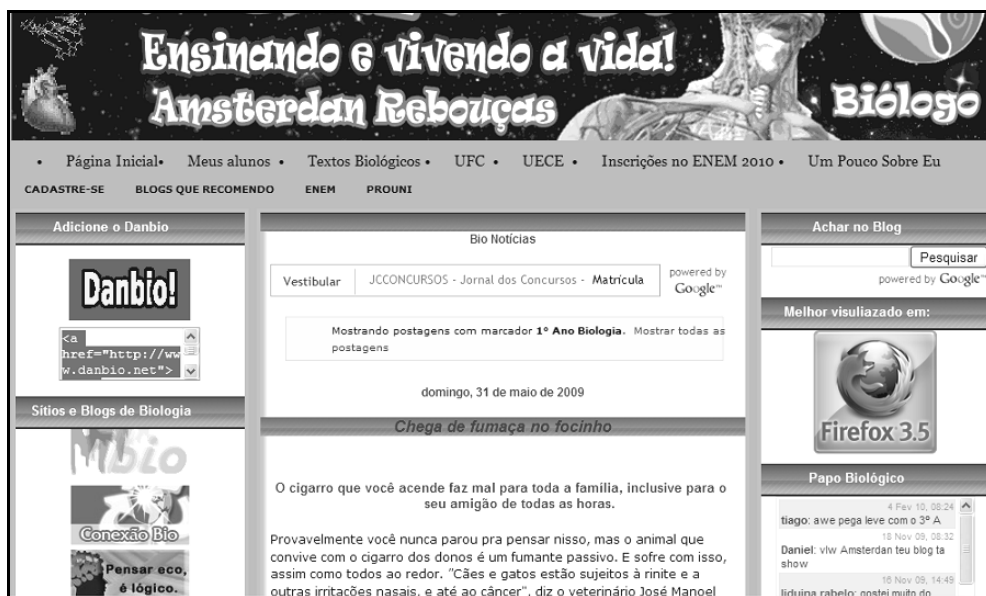 Ensinando e vivendo a vida!
Amsterdan Rebouças
Biólogo
• Página Inicial• Meus alunos • Textos Biológicos • UFC • UECE • Inscrições no ENEM 2010 • Um Pouco Sobre Eu
CADASTRE-SE BLOGS QUE RECOMENDO ENEM PROUNI
Adicione o Danbio
Danbio!
<a
href="http://ww
w.danbio.net">
Sítios e Blogs de Biologia
Conexão Bio
Pensar eco,
é lógico.
Bio Notícias
Vestibular JCCONCURSOS - Jornal dos Concursos - Matrícula
powered by
Google™
Mostrando postagens com marcador 1º Ano Biologia. Mostrar todas as
postagens
domingo, 31 de maio de 2009
Chega de fumaça no focinho
O cigarro que você acende faz mal para toda a família, inclusive para o
seu amigão de todas as horas.
Provavelmente você nunca parou pra pensar nisso, mas o animal que
convive com o cigarro dos donos é um fumante passivo. E sofre com isso,
assim como todos ao redor. "Cães e gatos estão sujeitos à rinite e a
outras irritações nasais, e até ao câncer", diz o veterinário José Manoel
Achar no Blog
Pesquisar
powered by Google™
Melhor visuliazado em:
Firefox 3.5
Papo Biológico
4 Fev 10, 08:24
tiago: awe pega leve com o 3º A
18 Nov 09, 08:32
Daniel: vlw Amsterdan teu blog ta
show
16 Nov 09, 14:49
liduina rabelo: gostei muito do